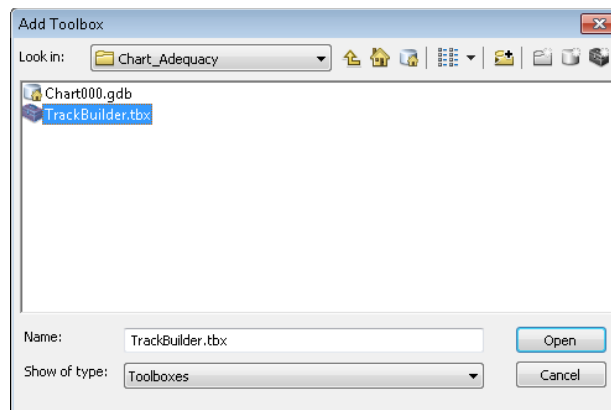 Add Toolbox
Look in: Chart_Adequacy
Chart000.gdb
TrackBuilder.tbx
Name: TrackBuilder.tbx Open
Show of type: Toolboxes Cancel